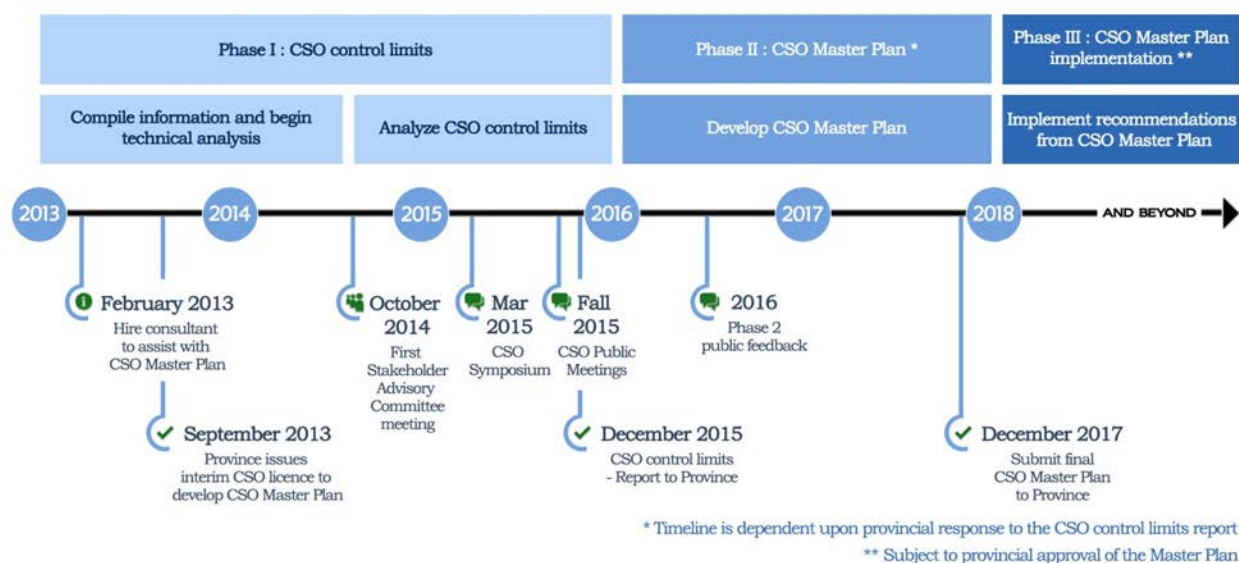 Phase I : CSO control limits
Phase II : CSO Master Plan *
Phase III : CSO Master Plan
implementation **
Compile information and begin
technical analysis
Analyze CSO control limits
Develop CSO Master Plan
Implement recommendations
from CSO Master Plan
2013
2014
2015
2016
2017
2018
AND BEYOND
February 2013
Hire consultant
to assist with
CSO Master Plan
September 2013
Province issues
interim CSO licence to
develop CSO Master Plan
October
2014
First
Stakeholder
Advisory
Committee
meeting
Mar
2015
CSO
Symposium
Fall
2015
CSO Public
Meetings
December 2015
CSO control limits
- Report to Province
2016
Phase 2
public feedback
December 2017
Submit final
CSO Master Plan
to Province
* Timeline is dependent upon provincial response to the CSO control limits report
** Subject to provincial approval of the Master Plan